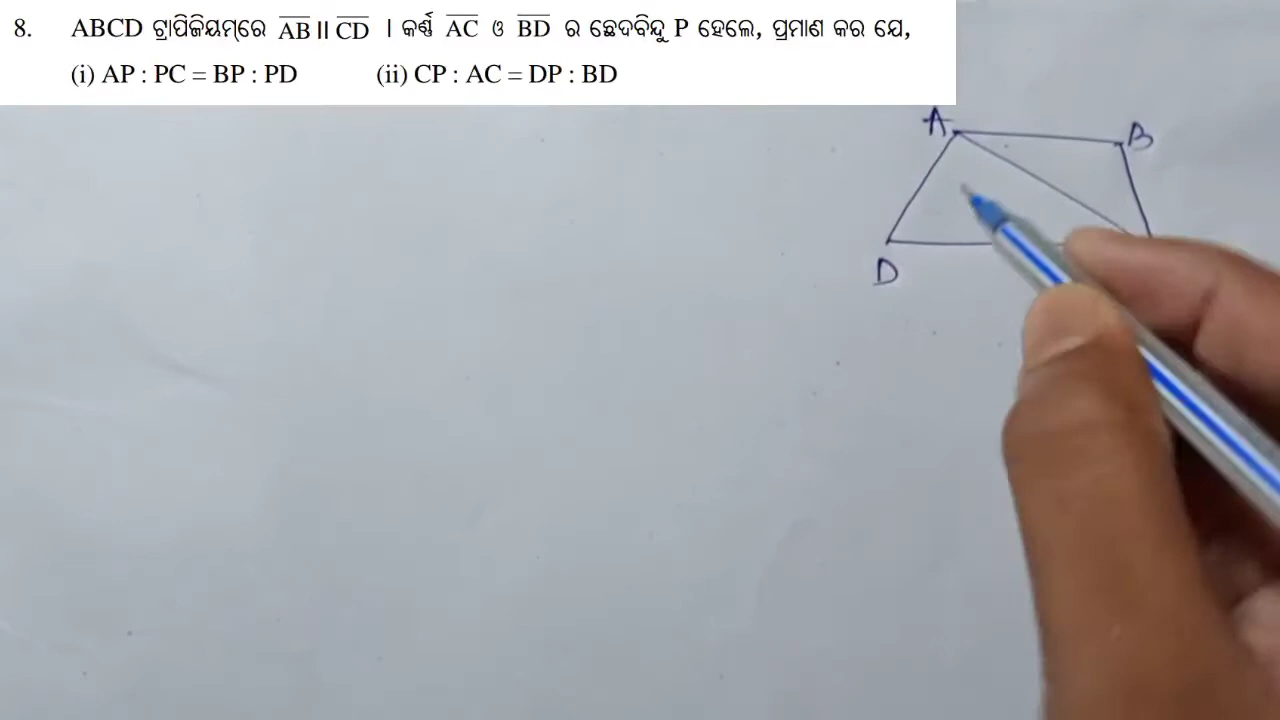 8. ABCD ଟ୍ରାପିଜିୟମ୍‌ରେ AB || CD । କର୍ଣ୍ଣ AC ଓ BD ର ଛେଦବିନ୍ଦୁ P ହେଲେ, ପ୍ରମାଣ କର ଯେ,
(i) AP : PC = BP : PD (ii) CP : AC = DP : BD
A B
D